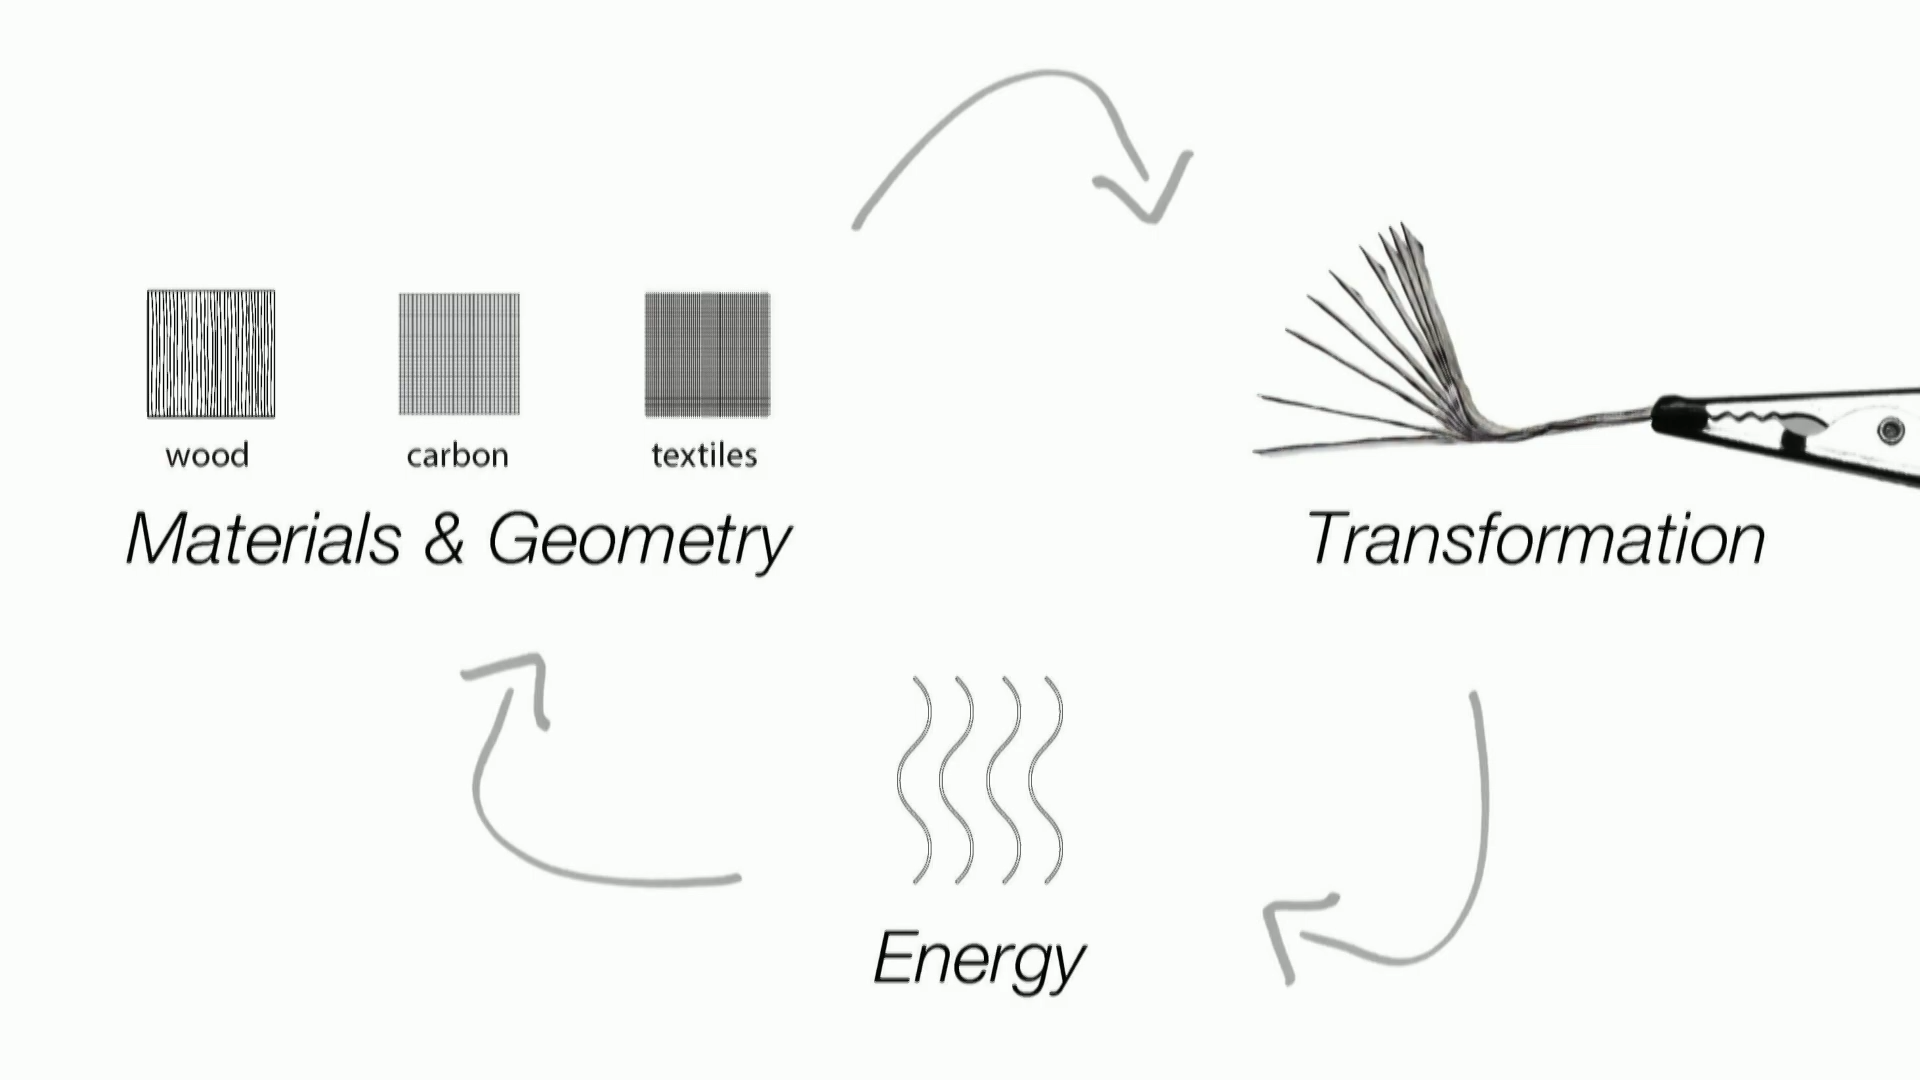 wood
carbon
textiles
Materials & Geometry
Transformation
Energy